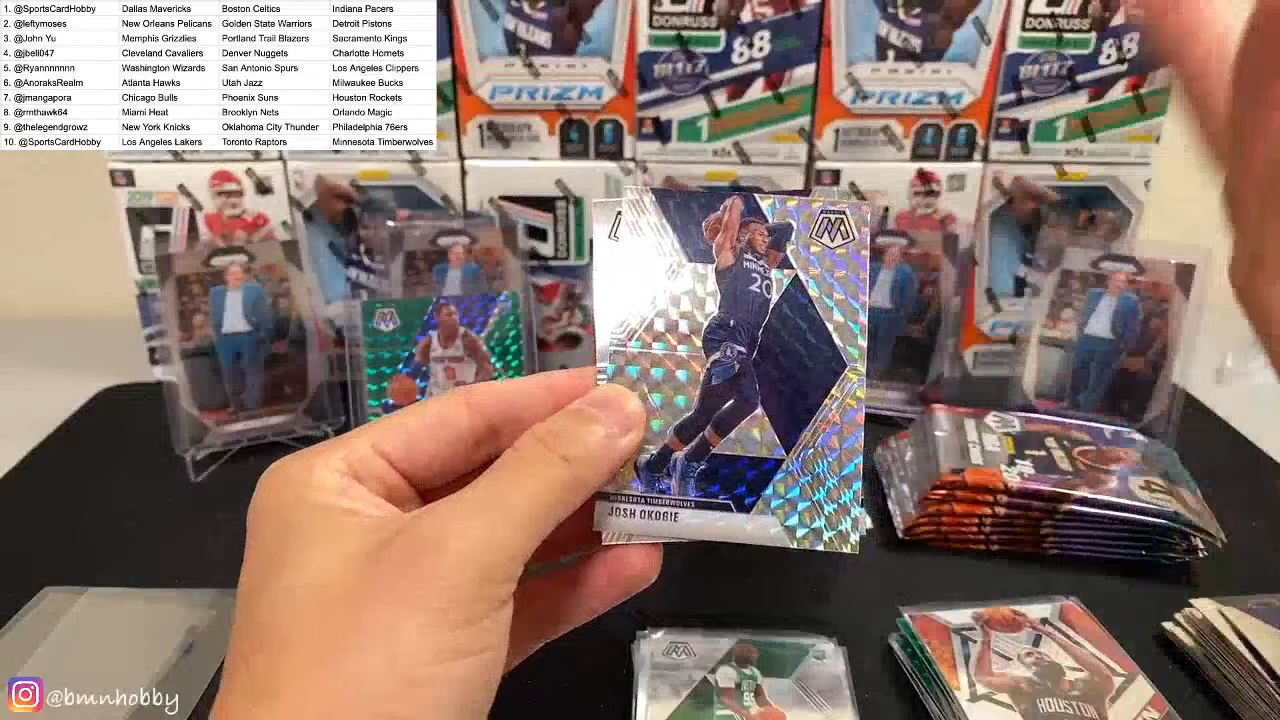 1. @SportsCardHobby Dallas Mavericks Boston Celtics Indiana Pacers
2. @leftymoses New Orleans Pelicans Golden State Warriors Detroit Pistons
3. @John Yu Memphis Grizzlies Portland Trail Blazers Sacramento Kings
4. @jbell047 Cleveland Cavaliers Denver Nuggets Charlotte Hornets
5. @Ryannnnnnn Washington Wizards San Antonio Spurs Los Angeles Clippers
6. @AnoraksRealm Atlanta Hawks Utah Jazz Milwaukee Bucks
7. @jmangapora Chicago Bulls Phoenix Suns Houston Rockets
8. @rmthawk64 Miami Heat Brooklyn Nets Orlando Magic
9. @thelegendgrowz New York Knicks Oklahoma City Thunder Philadelphia 76ers
10. @SportsCardHobby Los Angeles Lakers Toronto Raptors Minnesota Timberwolves
DONRUSS
DONRUSS
88
88
PANINI
PRIZM
PANINI
PRIZM
20
MINNESOTA TIMBERWOLVES
JOSH OKOGIE
HOUSTON
@bmnhobby